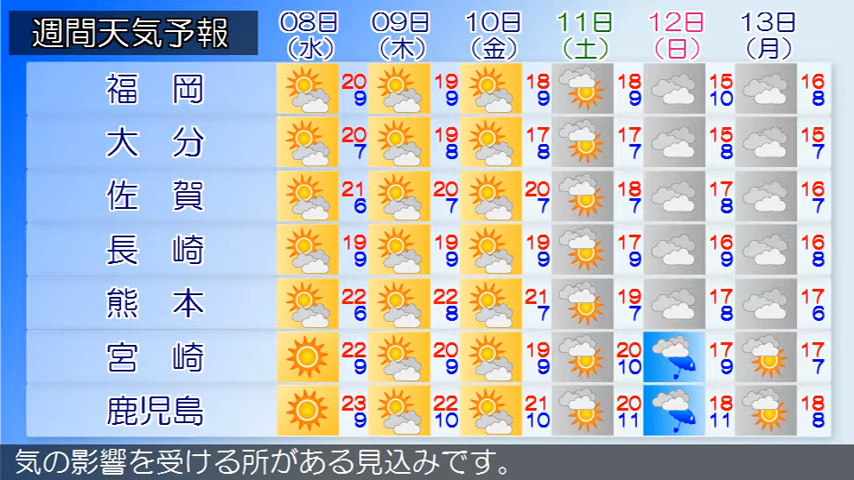 週間天気予報 08日 09日 10日 11日 12日 13日
(水) (木) (金) (土) (日) (月)
福岡 20 9 19 9 18 9 18 9 15 10 16 8
大分 20 7 19 8 17 8 17 7 15 8 15 7
佐賀 21 6 20 7 20 7 18 7 17 8 16 7
長崎 19 9 19 9 19 9 17 9 16 9 16 8
熊本 22 6 22 8 21 7 19 7 17 8 17 6
宮崎 22 9 20 9 19 9 20 10 17 9 17 7
鹿児島 23 9 22 10 21 10 20 11 18 11 18 8
気の影響を受ける所がある見込みです。